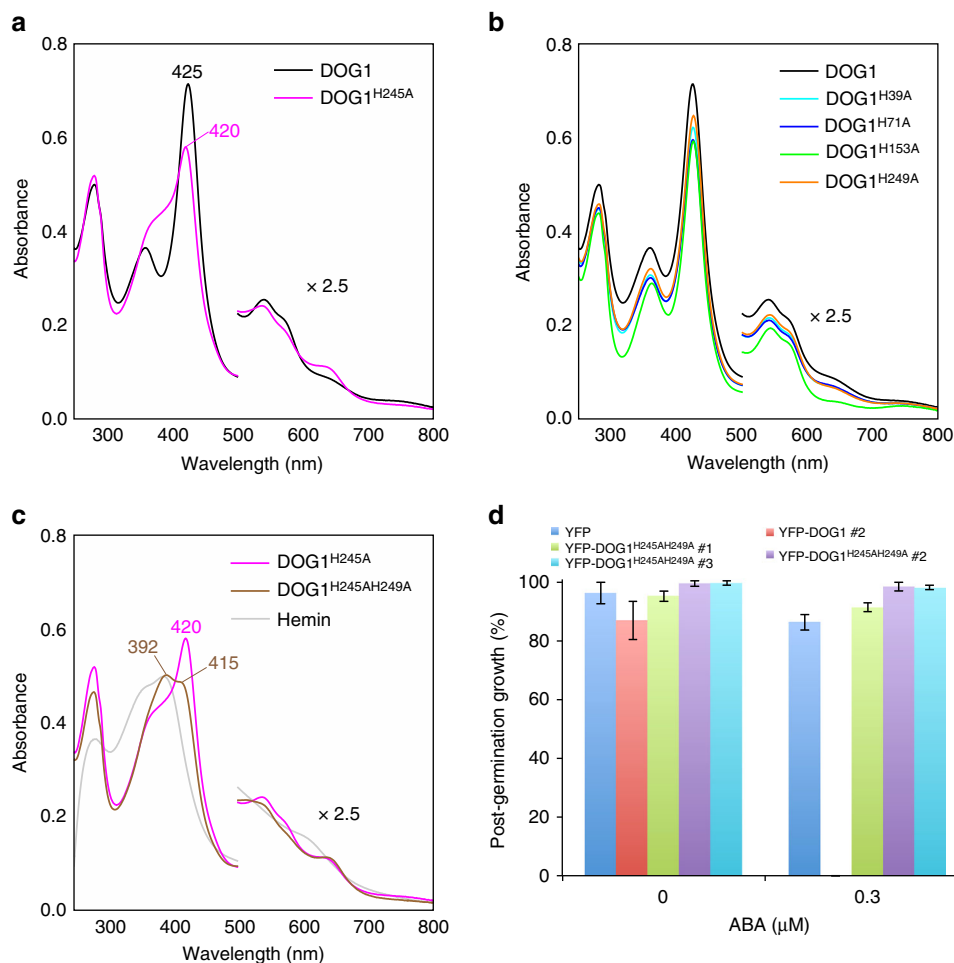 a
0.8
0.6
0.4
0.2
0.0
Absorbance
300 400 500 600 700 800
Wavelength (nm)
DOG1
DOG1H245A
425
420
× 2.5
b
0.8
0.6
0.4
0.2
0.0
Absorbance
300 400 500 600 700 800
Wavelength (nm)
DOG1
DOG1H39A
DOG1H71A
DOG1H153A
DOG1H249A
× 2.5
c
0.8
0.6
0.4
0.2
0.0
Absorbance
300 400 500 600 700 800
Wavelength (nm)
DOG1H245A
DOG1H245AH249A
Hemin
420
392
415
× 2.5
d
YFP
YFP-DOG1 #2
YFP-DOG1H245AH249A #1
YFP-DOG1H245AH249A #2
YFP-DOG1H245AH249A #3
100
80
60
40
20
0
Post-germination growth (%)
0 0.3
ABA (μM)